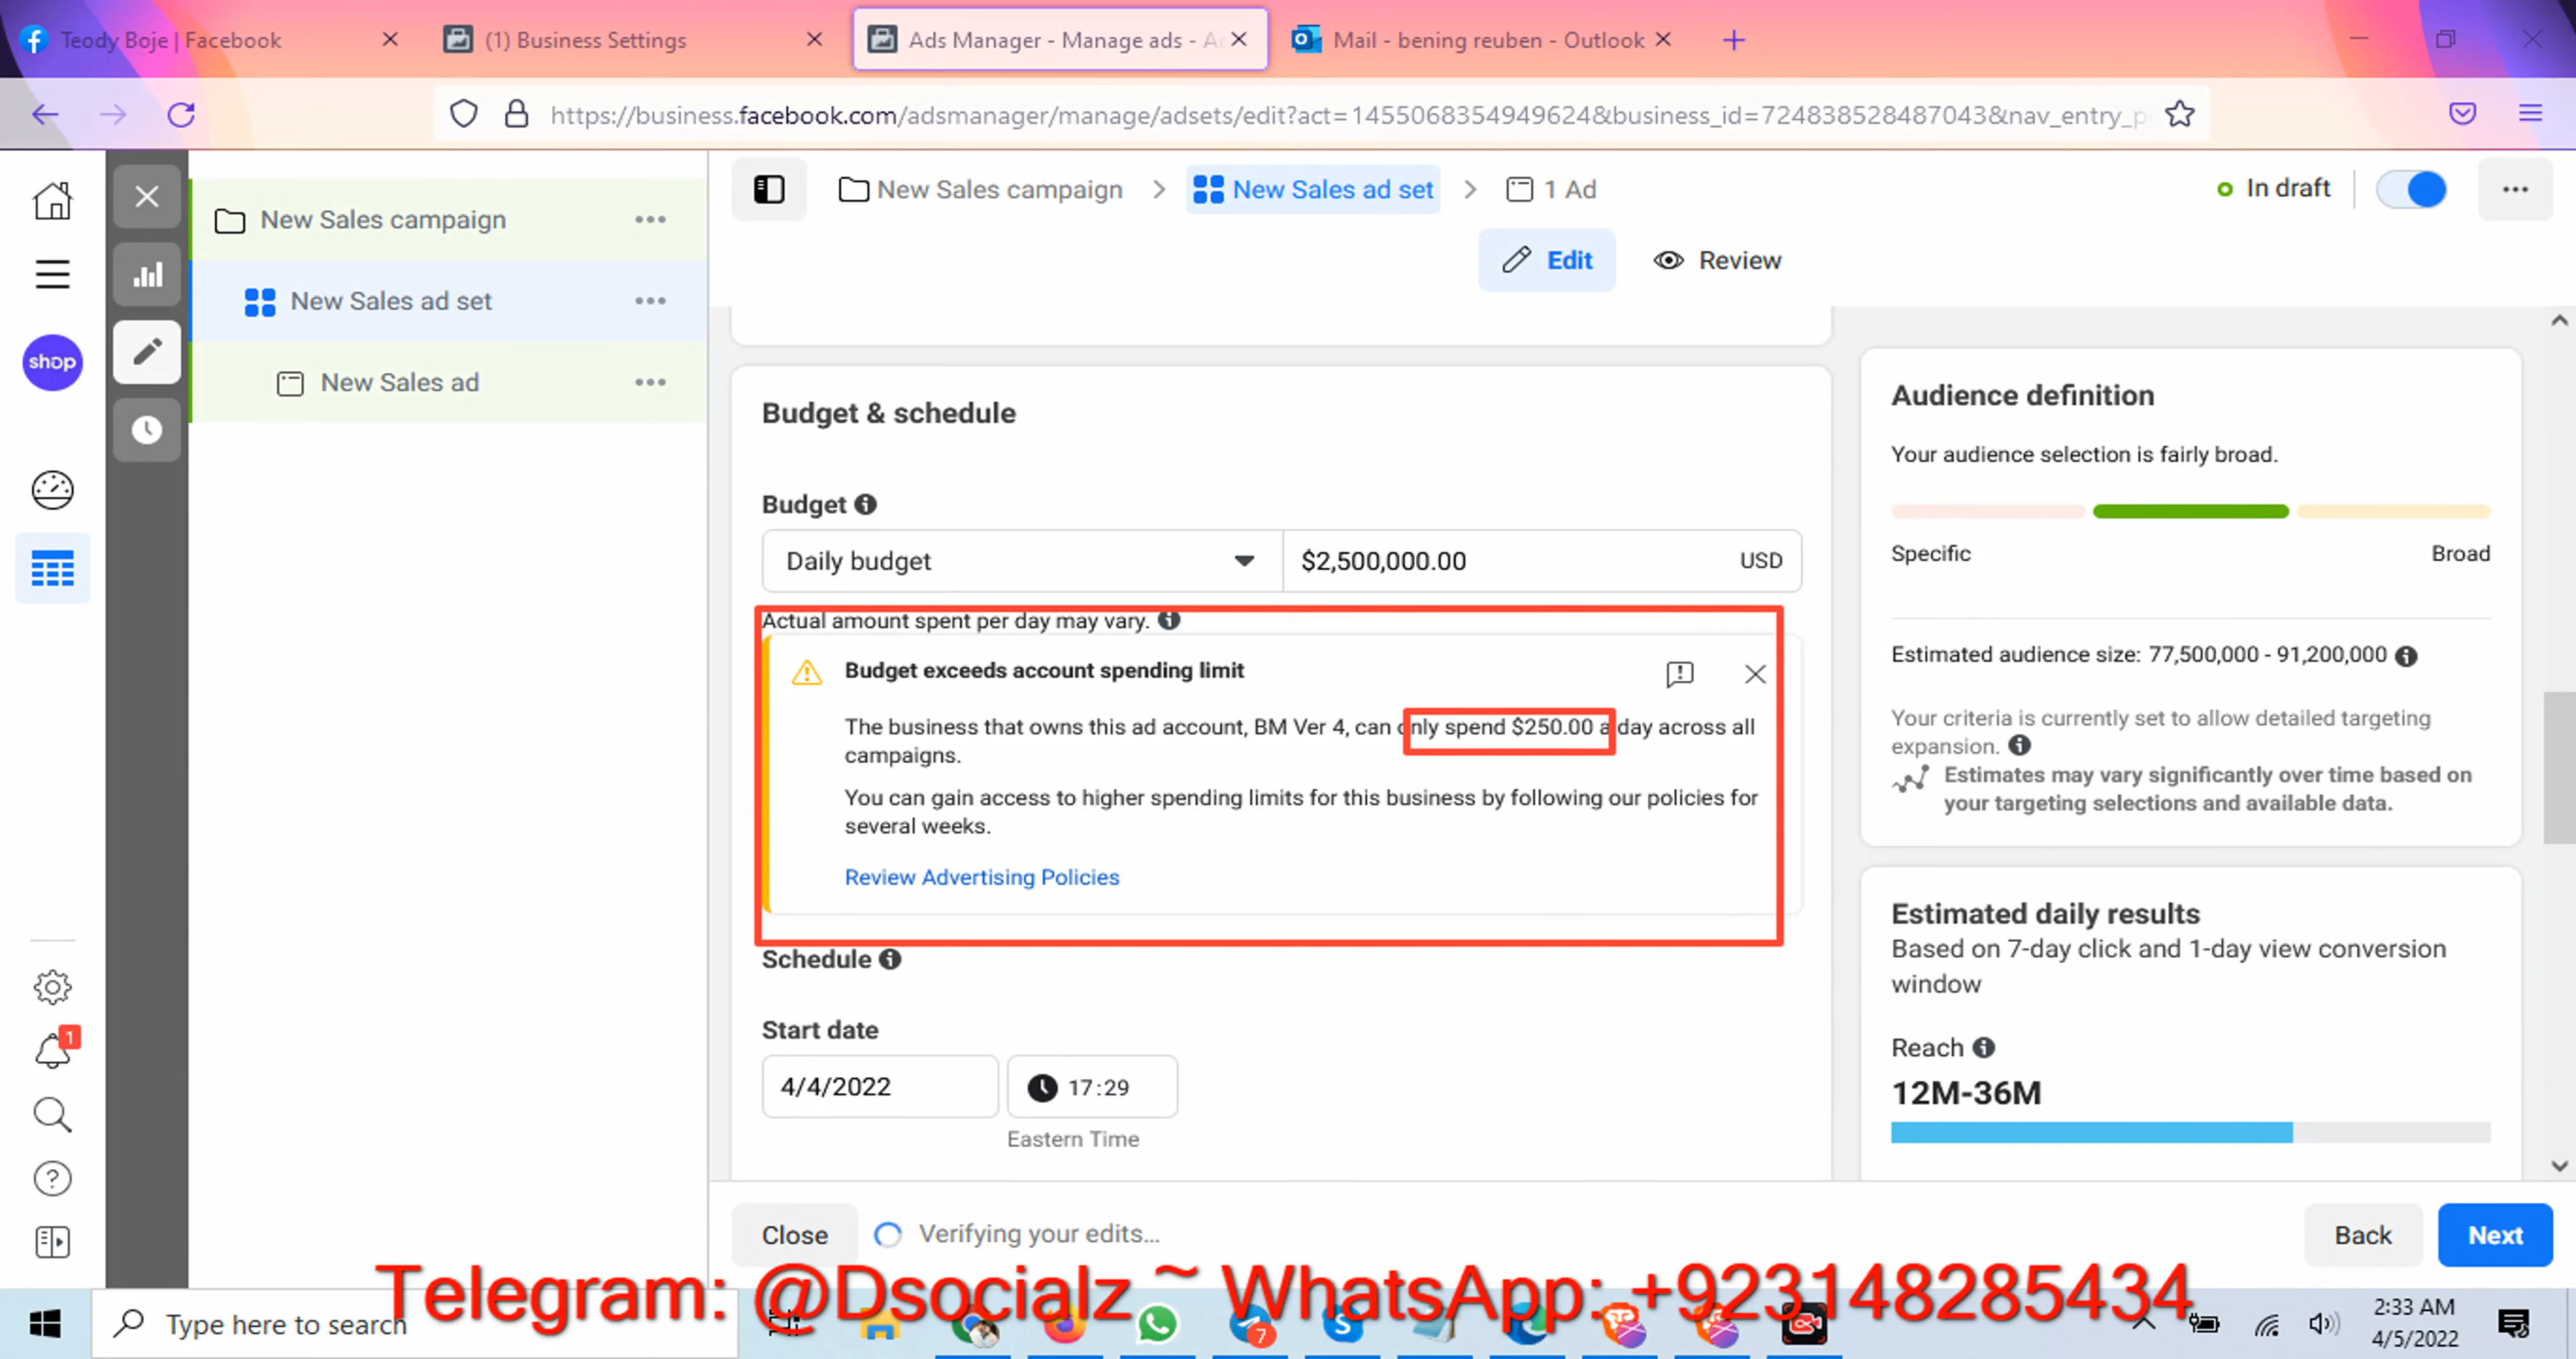 Teody Boje | Facebook
(1) Business Settings
Ads Manager - Manage ads - Ad
Mail - bening reuben - Outlook
https://business.facebook.com/adsmanager/manage/adsets/edit?act=1455068354949624&business_id=724838528487043&nav_entry_p
New Sales campaign
New Sales ad set
New Sales ad
shop
New Sales campaign > New Sales ad set > 1 Ad
In draft
Edit
Review
Budget & schedule
Budget
Daily budget
$2,500,000.00 USD
Actual amount spent per day may vary.
Budget exceeds account spending limit
The business that owns this ad account, BM Ver 4, can only spend $250.00 a day across all
campaigns.
You can gain access to higher spending limits for this business by following our policies for
several weeks.
Review Advertising Policies
Schedule
Start date
4/4/2022
17:29
Eastern Time
Audience definition
Your audience selection is fairly broad.
Specific
Broad
Estimated audience size: 77,500,000 - 91,200,000
Your criteria is currently set to allow detailed targeting
expansion.
Estimates may vary significantly over time based on
your targeting selections and available data.
Estimated daily results
Based on 7-day click and 1-day view conversion
window
Reach
12M-36M
1
Close
Verifying your edits...
Back
Next
Telegram: @Dsocialz ~ WhatsApp: +923148285434
Type here to search
7
2:33 AM
4/5/2022